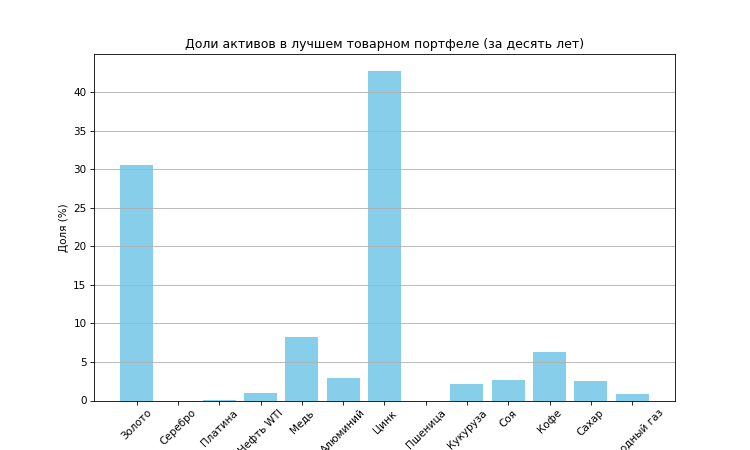 Доли активов в лучшем товарном портфеле (за десять лет)
Доля (%)
40
35
30
25
20
15
10
5
0
Золото
Серебро
Платина
Нефть WTI
Медь
Алюминий
Цинк
Пшеница
Кукуруза
Соя
Кофе
Сахар
газ